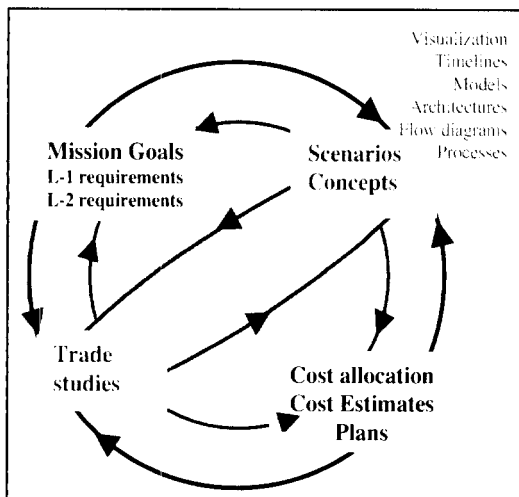 Visualization
Timelines
Models
Architectures
Flow diagrams
Processes
Mission Goals
L-1 requirements
L-2 requirements
Scenarios
Concepts
Trade
studies
Cost allocation
Cost Estimates
Plans